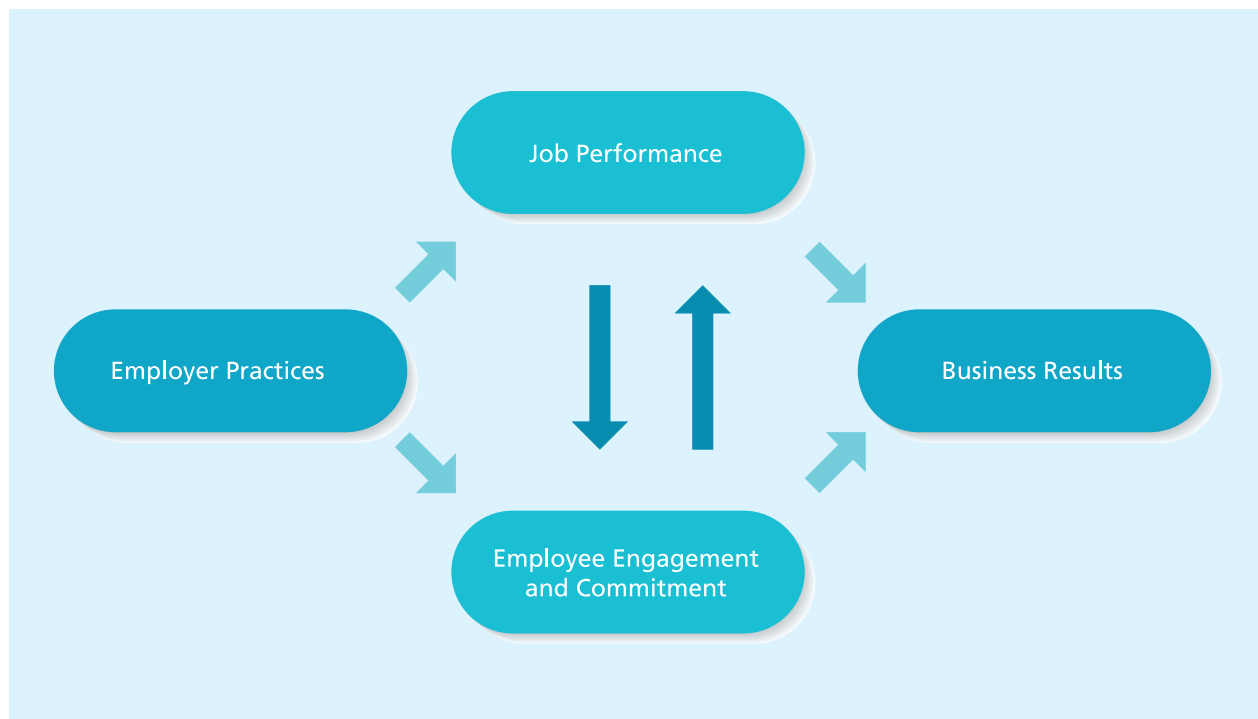 Job Performance
Employer Practices
Business Results
Employee Engagement
and Commitment